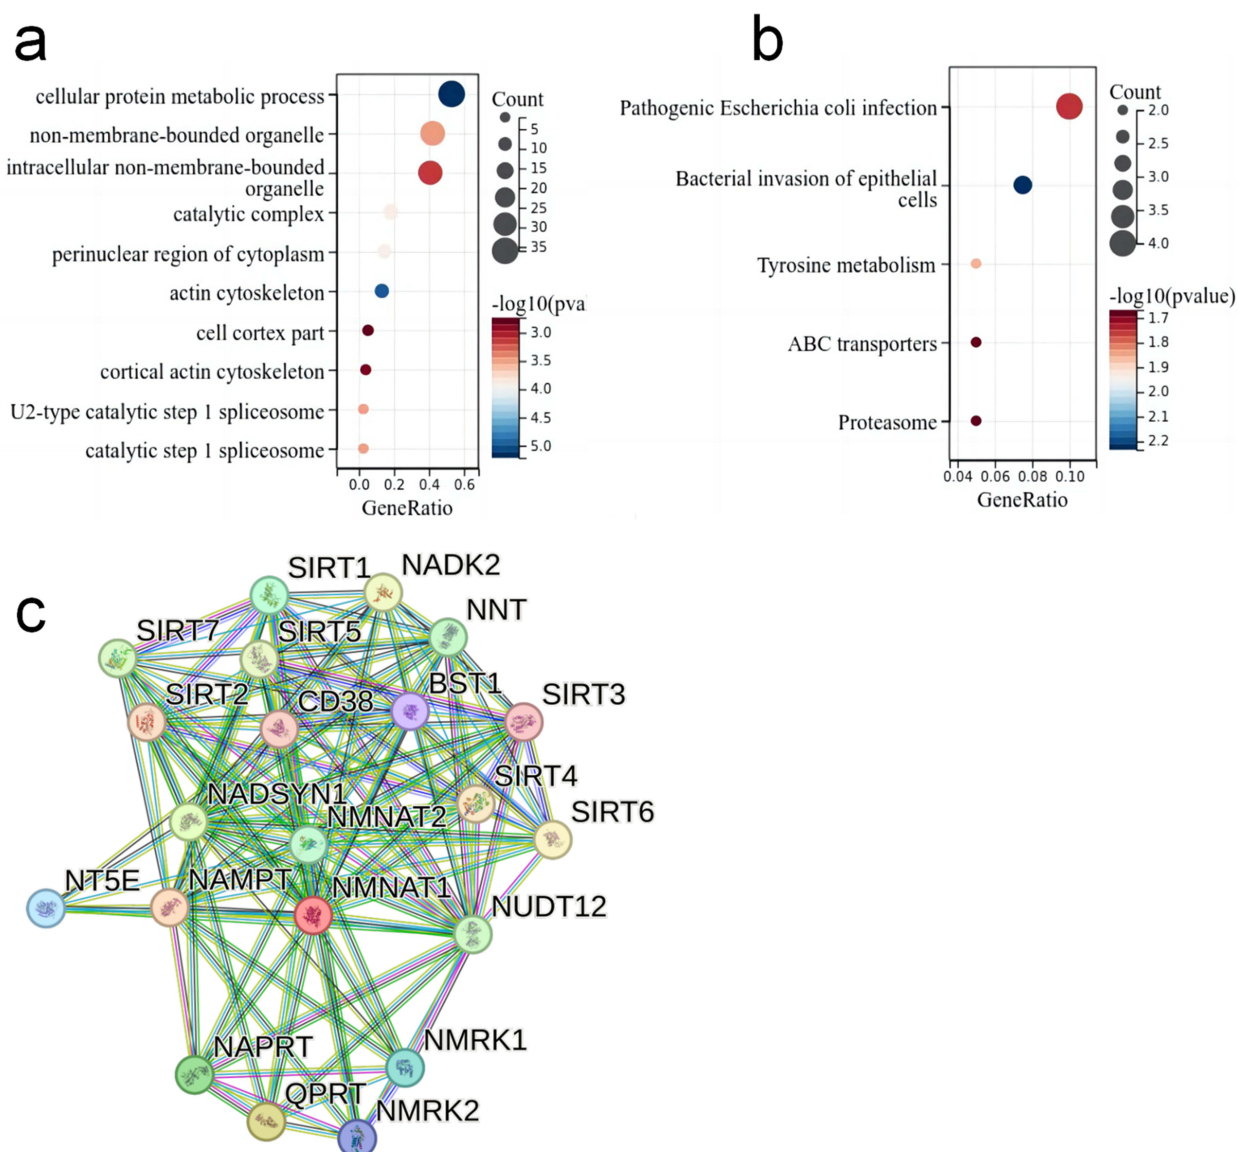 a
cellular protein metabolic process
non-membrane-bounded organelle
intracellular non-membrane-bounded
organelle
catalytic complex
perinuclear region of cytoplasm
actin cytoskeleton
cell cortex part
cortical actin cytoskeleton
U2-type catalytic step 1 spliceosome
catalytic step 1 spliceosome
0.0 0.2 0.4 0.6
GeneRatio
Count
5
10
15
20
25
30
35
-log10(pva
3.0
3.5
4.0
4.5
5.0
b
Pathogenic Escherichia coli infection
Bacterial invasion of epithelial
cells
Tyrosine metabolism
ABC transporters
Proteasome
0.04 0.06 0.08 0.10
GeneRatio
Count
2.0
2.5
3.0
3.5
4.0
-log10(pvalue)
1.7
1.8
1.9
2.0
2.1
2.2
c
SIRT1
NADK2
NNT
SIRT7
SIRT5
BST1
SIRT2
CD38
SIRT3
SIRT4
NADSYN1
NMNAT2
SIRT6
NT5E
NAMPT
NMNAT1
NUDT12
NAPRT
NMRK1
QPRT
NMRK2